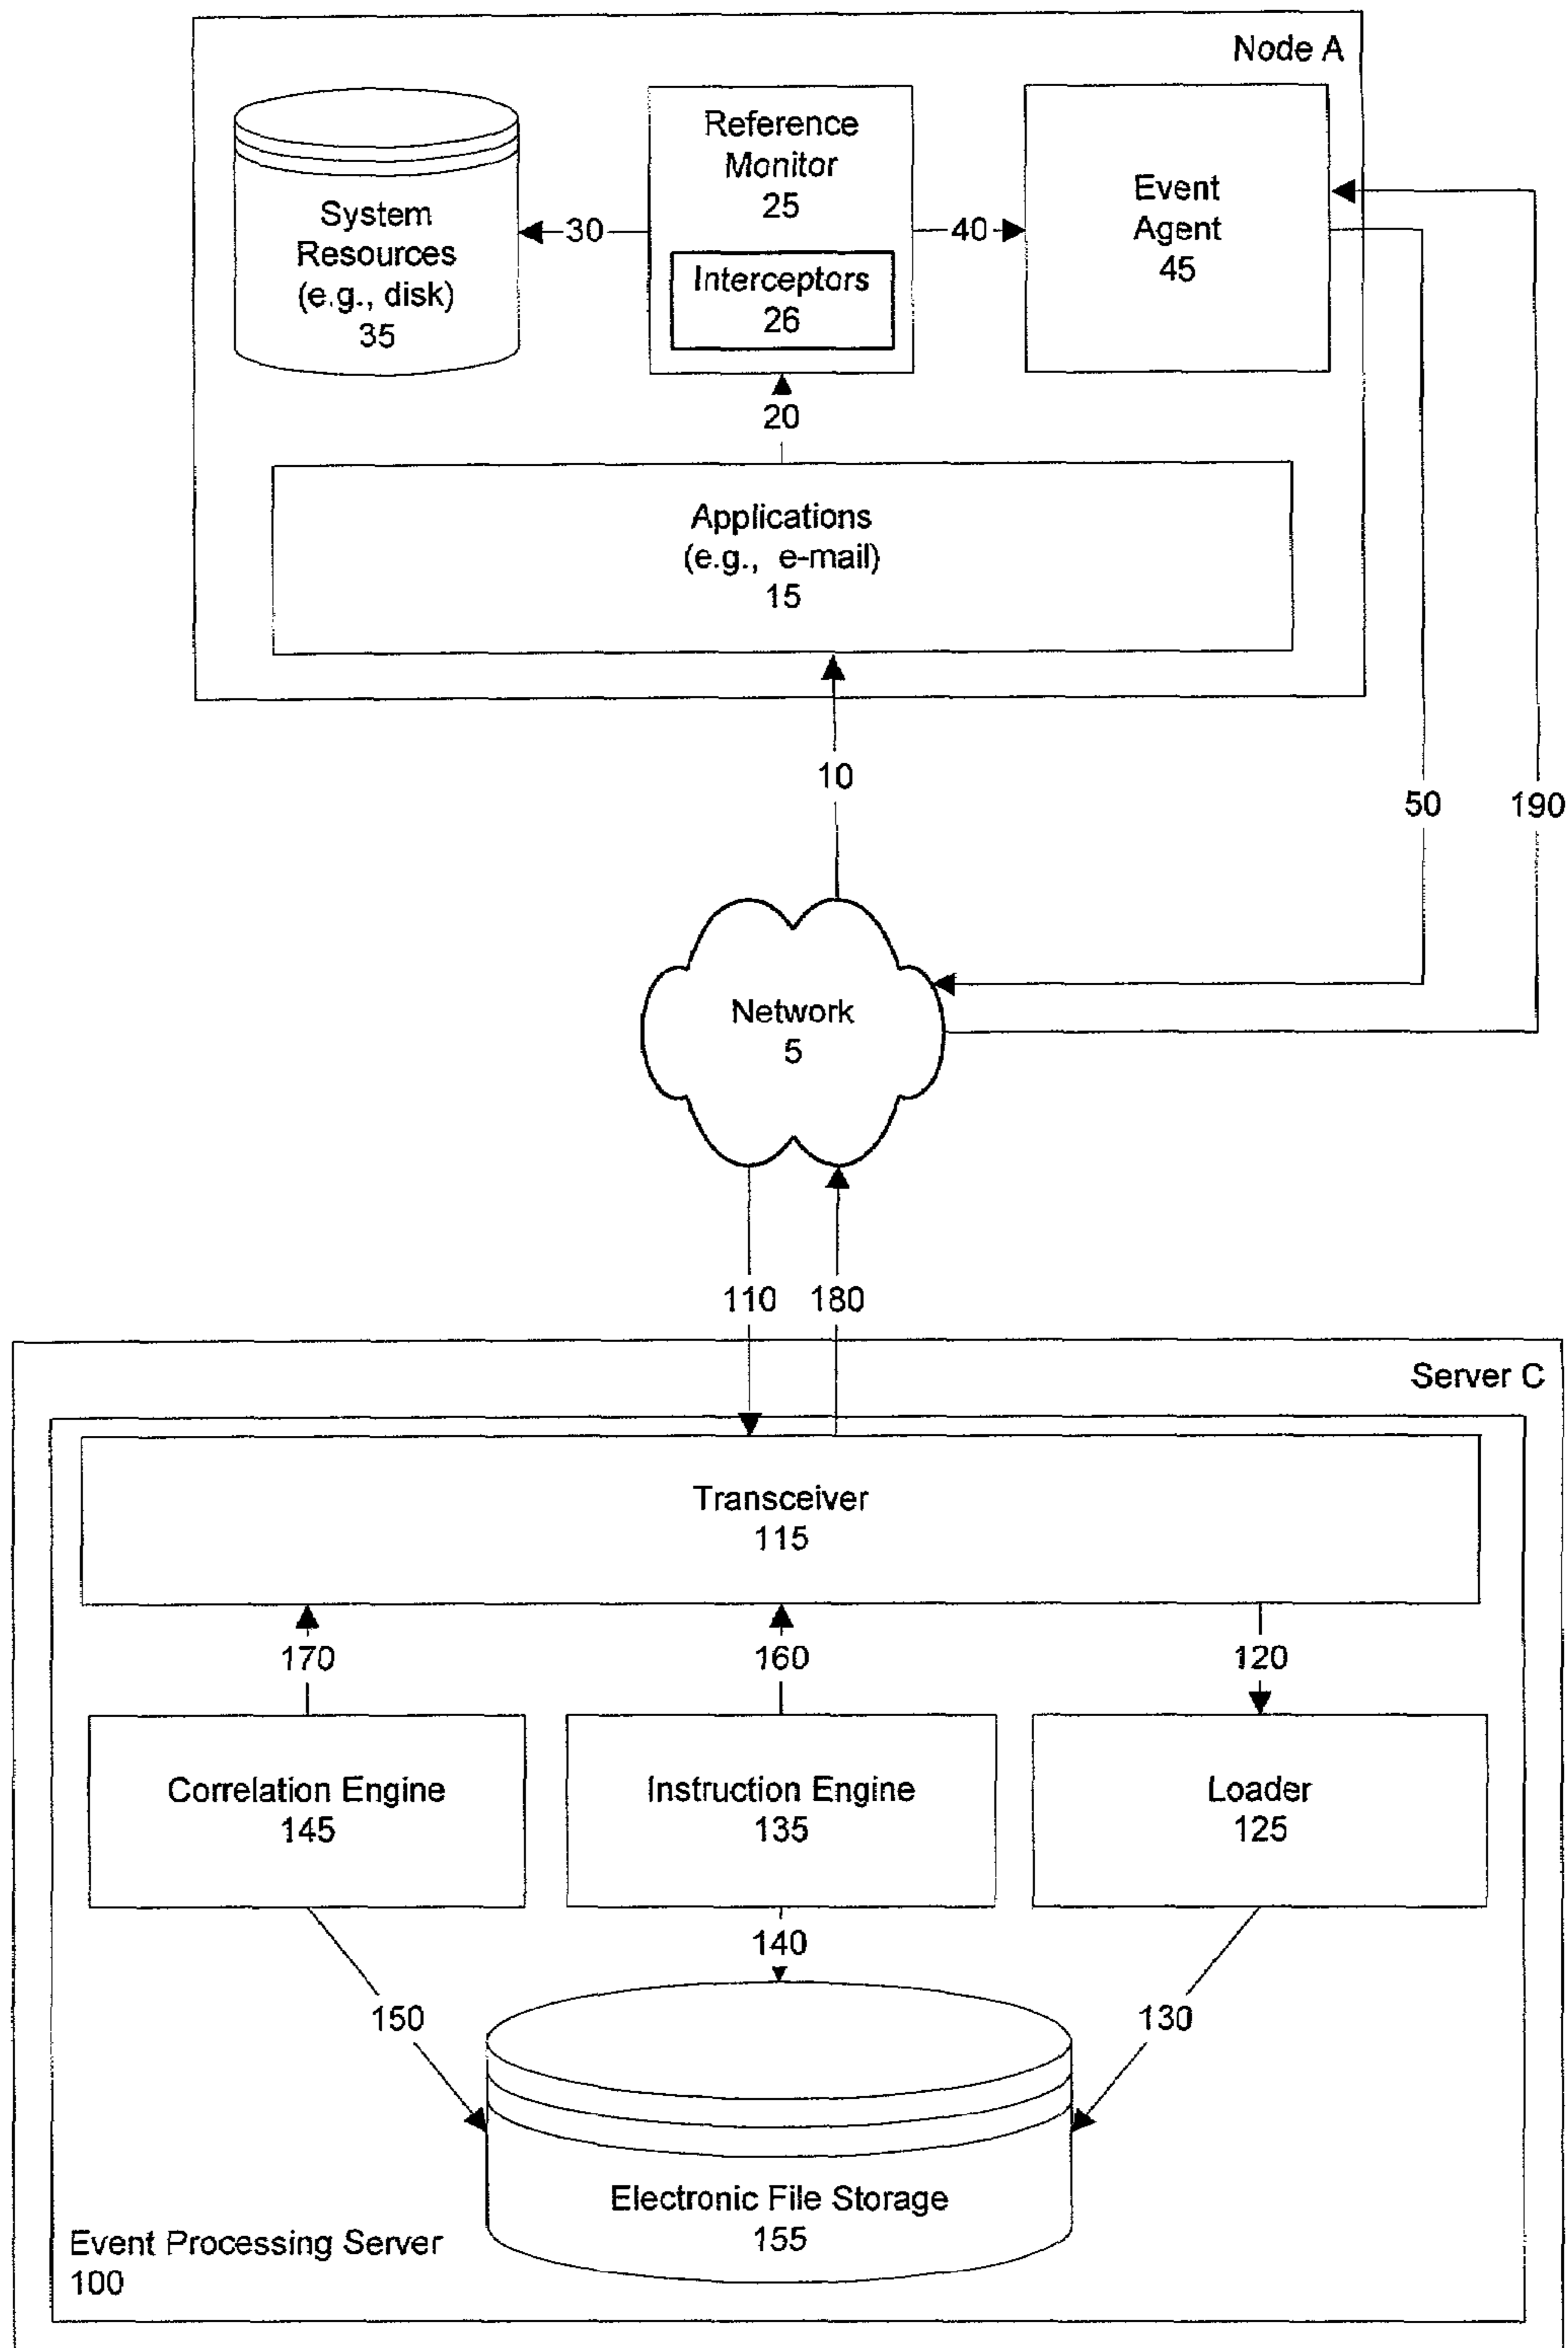 Node A
System
Resources
(e.g., disk)
35
30
Reference
Monitor
25
Interceptors
26
40
Event
Agent
45
20
Applications
(e.g., e-mail)
15
10
50
190
Network
5
110
180
Server C
Transceiver
115
170
160
120
Correlation Engine
145
Instruction Engine
135
Loader
125
140
150
130
Electronic File Storage
155
Event Processing Server
100